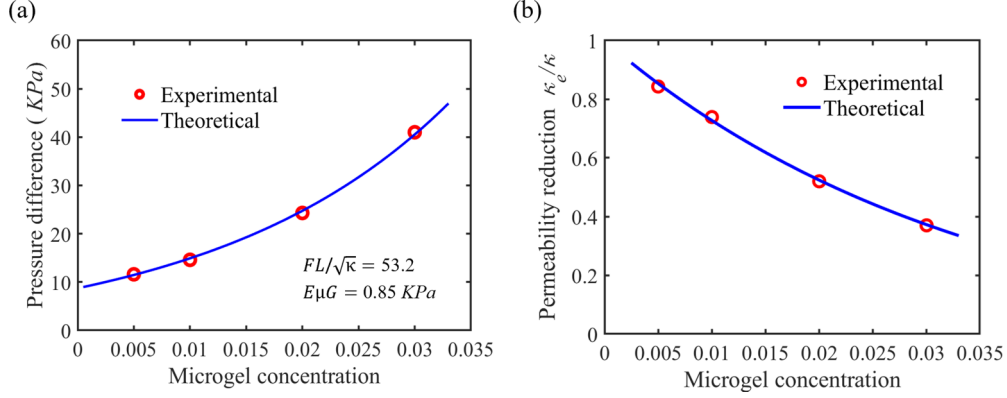 (a)
Pressure difference ( KPa)
60
50
40
30
20
10
0
Experimental
Theoretical
FL/√κ = 53.2
EμG = 0.85 KPa
0 0.005 0.01 0.015 0.02 0.025 0.03 0.035
Microgel concentration
(b)
Permeability reduction κe/κ
1
0.8
0.6
0.4
0.2
0
Experimental
Theoretical
0 0.005 0.01 0.015 0.02 0.025 0.03 0.035
Microgel concentration